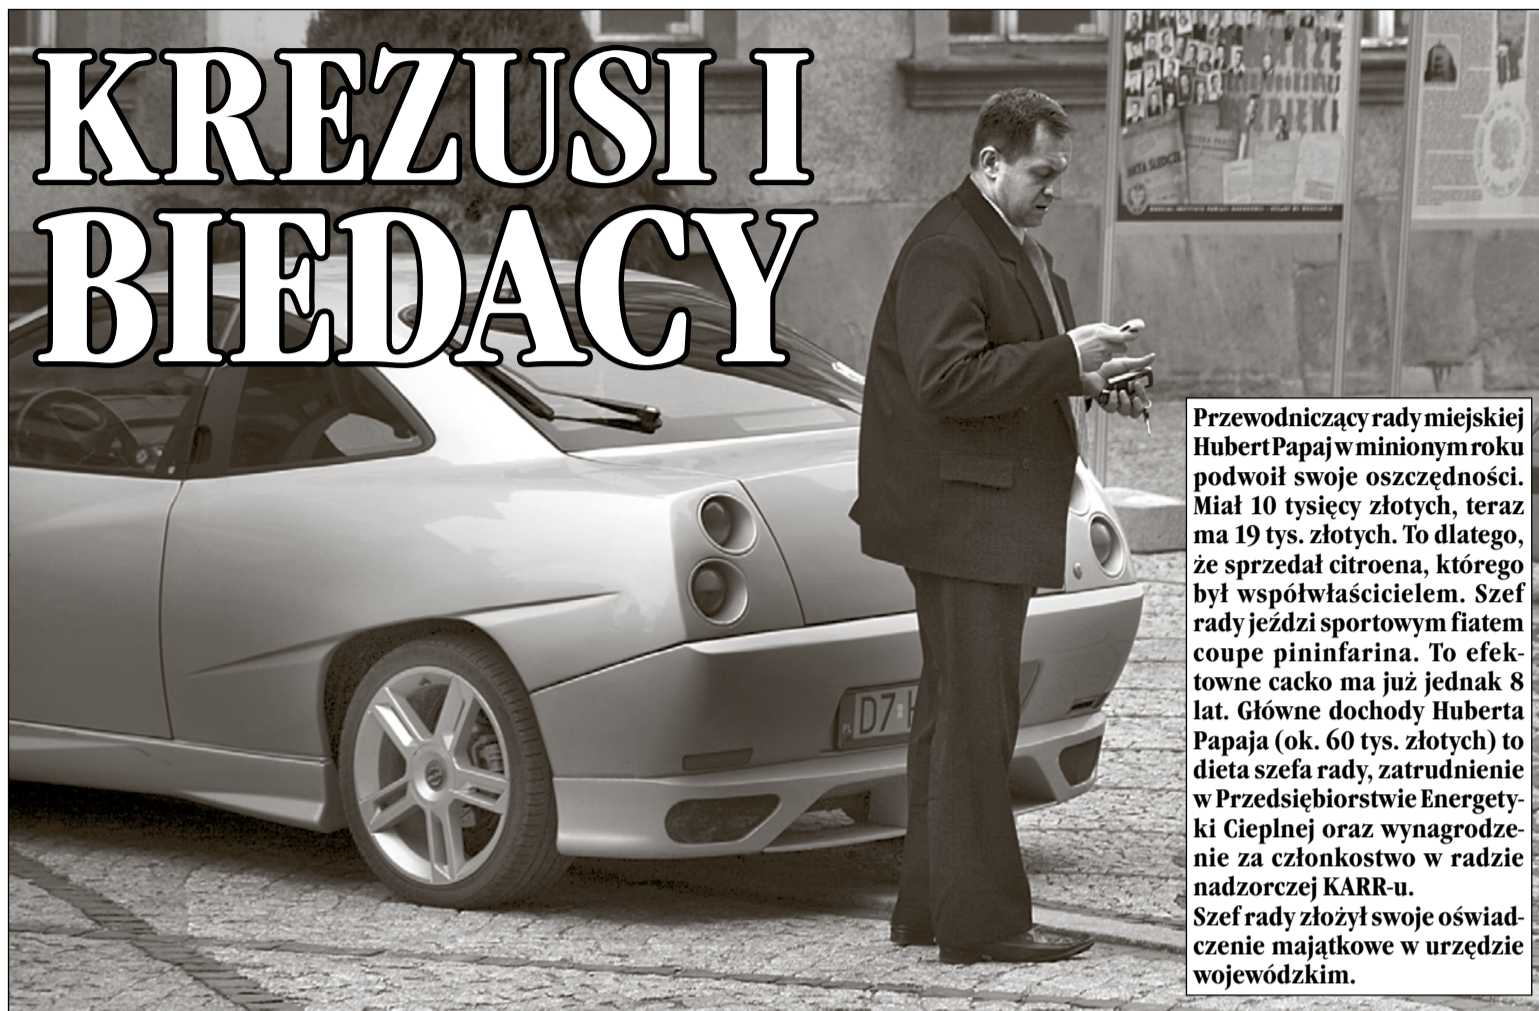 KREZUSI I
BIEDACY
ARTA ŚLEDCZE
Przewodniczący rady miejskiej
Hubert Papaj w minionym roku
podwoił swoje oszczędności.
Miał 10 tysięcy złotych, teraz
ma 19 tys. złotych. To dlatego,
że sprzedał citroena, którego
był współwłaścicielem. Szef
rady jeździ sportowym fiatem
coupe pininfarina. To efek-
towne cacko ma już jednak 8
lat. Główne dochody Huberta
Papaja (ok. 60 tys. złotych) to
dieta szefa rady, zatrudnienie
w Przedsiębiorstwie Energety-
ki Cieplnej oraz wynagrodze-
nie za członkostwo w radzie
nadzorczej KARR-u.
Szef rady złożył swoje oświad-
czenie majątkowe w urzędzie
wojewódzkim.
PL D7